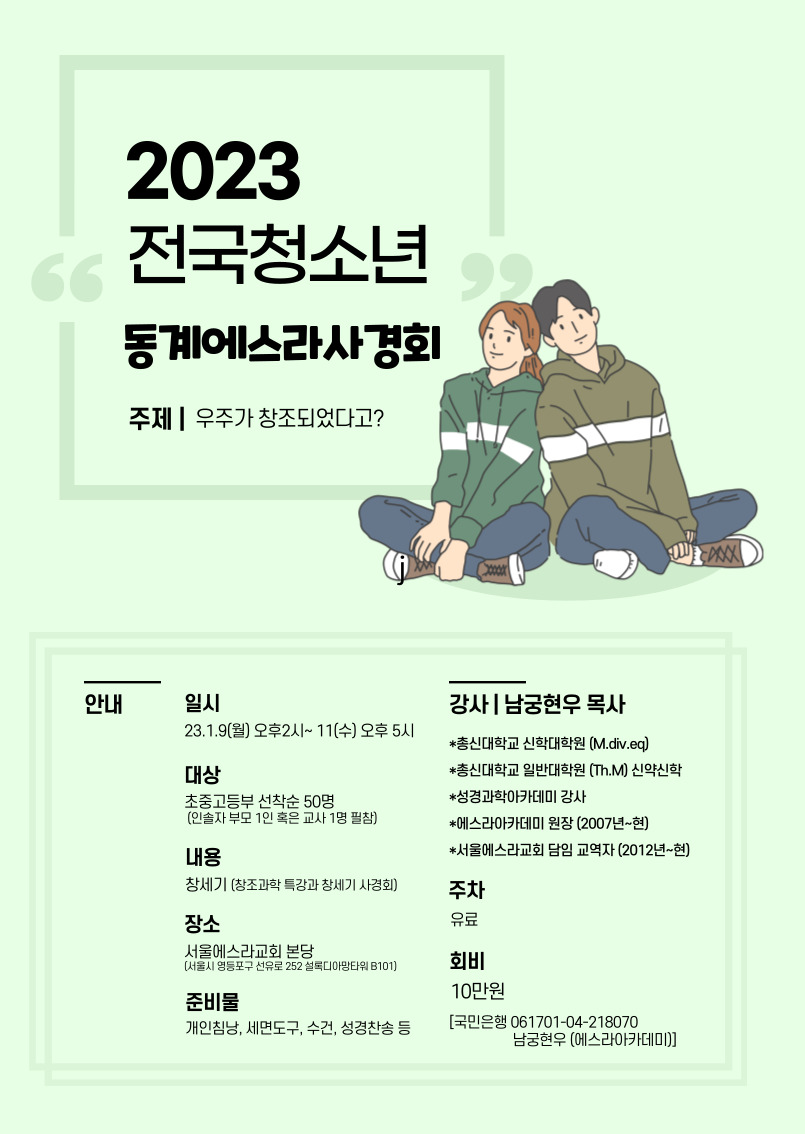 2023
전국청소년
동계에스라사경회
주제 | 우주가 창조되었다고?
j
안내
일시
23.1.9(월) 오후2시~ 11(수) 오후 5시
대상
초중고등부 선착순 50명
(인솔자 부모 1인 혹은 교사 1명 필참)
내용
창세기 (창조과학 특강과 창세기 사경회)
장소
서울에스라교회 본당
(서울시 영등포구 선유로 252 설록디아망타워 B101)
준비물
개인침낭, 세면도구, 수건, 성경찬송 등
강사 | 남궁현우 목사
*총신대학교 신학대학원 (M.div.eq)
*총신대학교 일반대학원 (Th.M) 신약신학
*성경과학아카데미 강사
*에스라아카데미 원장 (2007년~현)
*서울에스라교회 담임 교역자 (2012년~현)
주차
유료
회비
10만원
[국민은행 061701-04-218070
남궁현우 (에스라아카데미)]